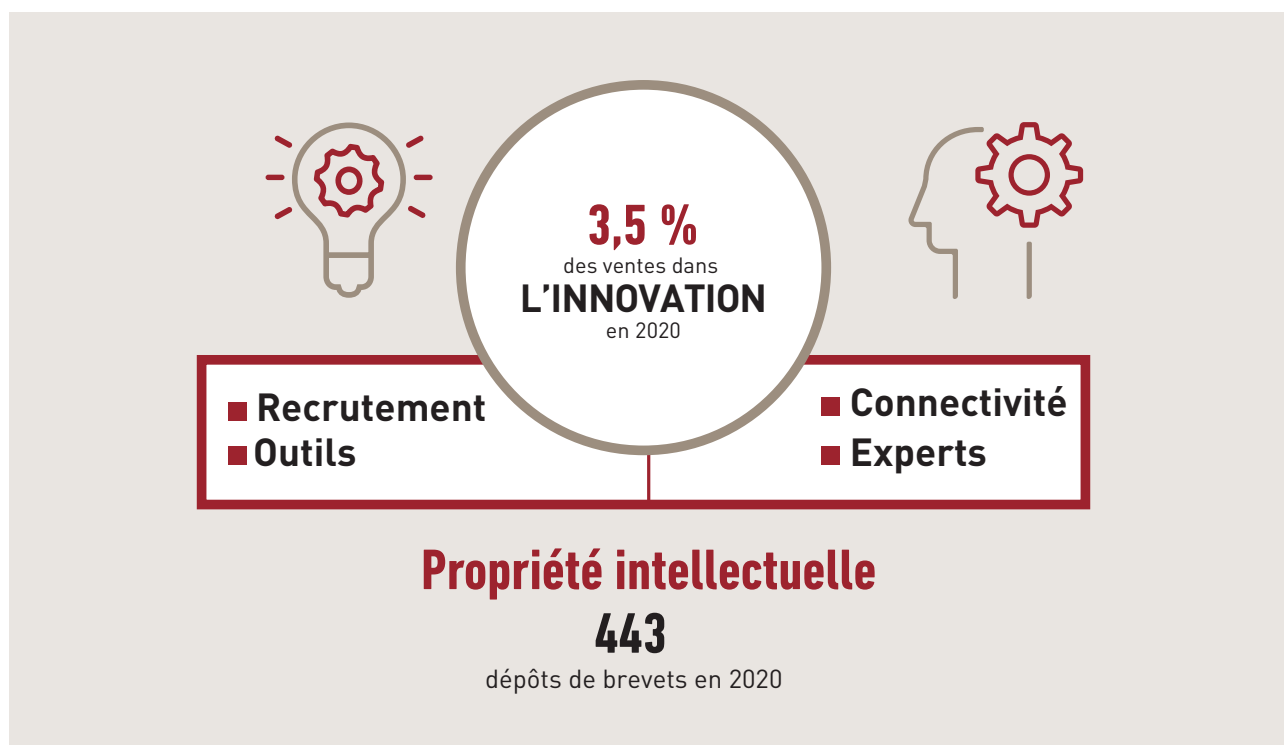 3,5 %
des ventes dans
L'INNOVATION
en 2020
Recrutement
Outils
Connectivité
Experts
Propriété intellectuelle
443
dépôts de brevets en 2020